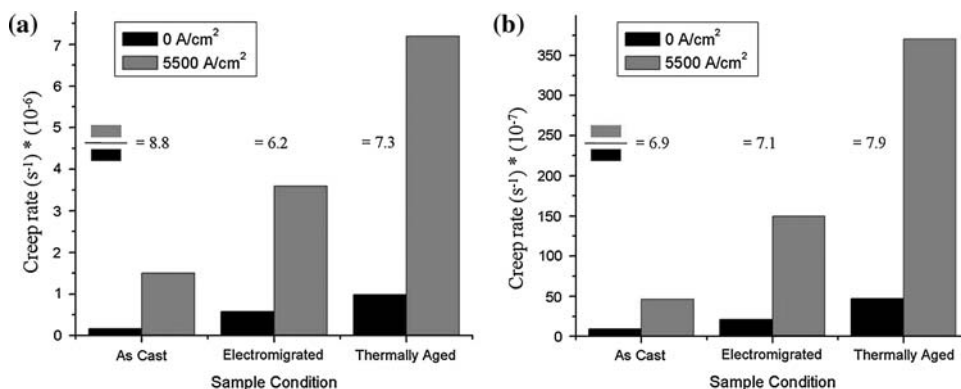 (a)
0 A/cm²
5500 A/cm²
Creep rate (s⁻¹) * (10⁻⁶)
7
6
5
4
3
2
1
0
= 8.8
= 6.2
= 7.3
As Cast
Electromigrated
Thermally Aged
Sample Condition
(b)
0 A/cm²
5500 A/cm²
Creep rate (s⁻¹) * (10⁻⁷)
350
300
250
200
150
100
50
0
= 6.9
= 7.1
= 7.9
As Cast
Electromigrated
Thermally Aged
Sample Condition